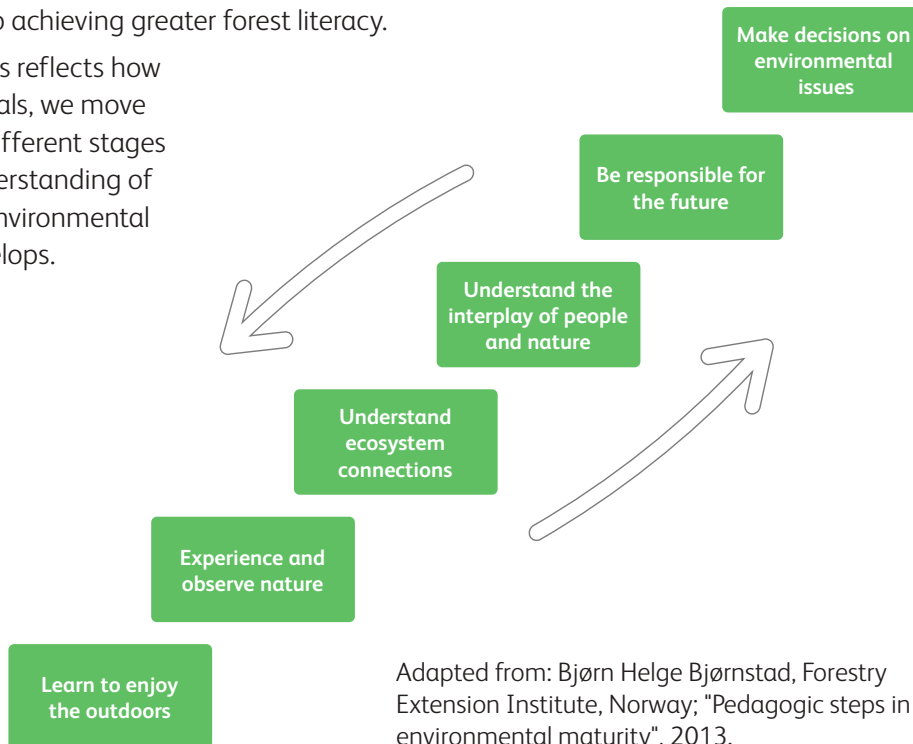 achieving greater forest literacy.
s reflects how
als, we move
fferent stages
erstanding of
nvironmental
elops.
Make decisions on
environmental
issues
Be responsible for
the future
Understand the
interplay of people
and nature
Understand
ecosystem
connections
Experience and
observe nature
Learn to enjoy
the outdoors
Adapted from: Bjørn Helge Bjørnstad, Forestry
Extension Institute, Norway; "Pedagogic steps in
environmental maturity", 2013.